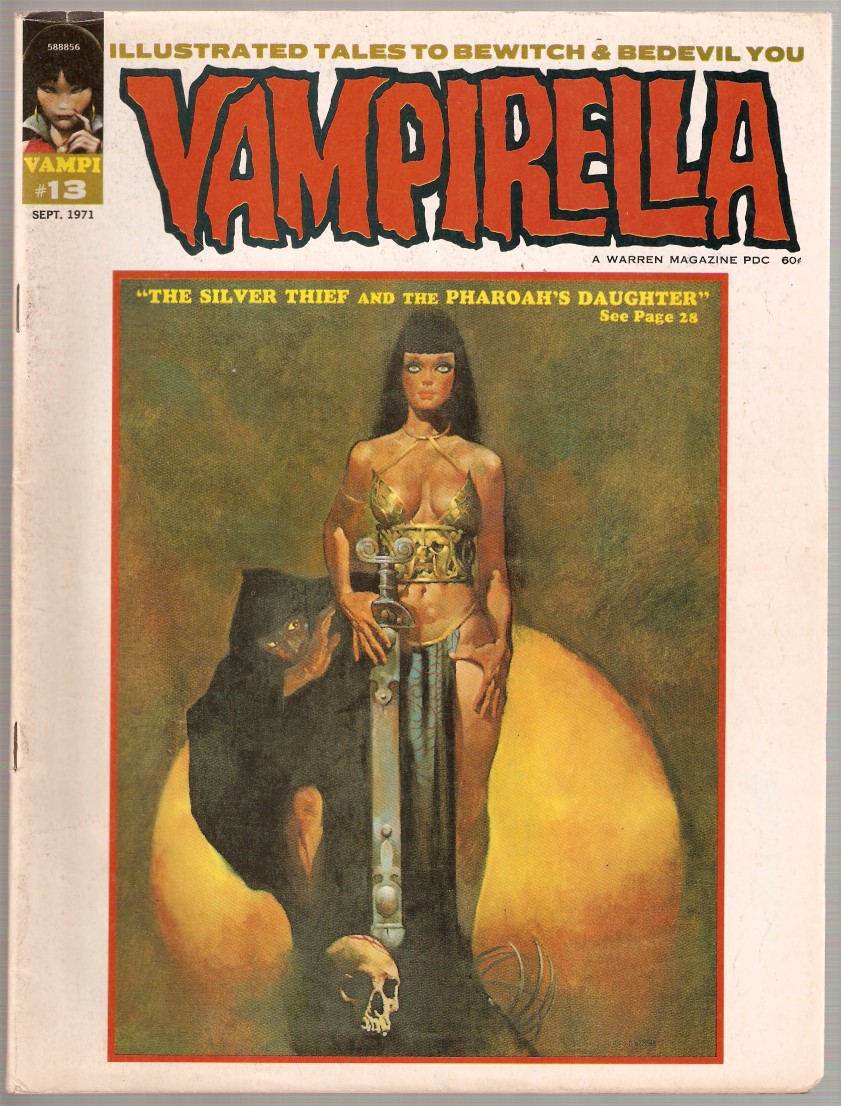 588856
ILLUSTRATED TALES TO BEWITCH & BEDEVIL YOU
VAMPIRELLA
VAMPI
#13
SEPT. 1971
A WARREN MAGAZINE PDC 60¢
"THE SILVER THIEF AND THE PHAROAH'S DAUGHTER"
See Page 28